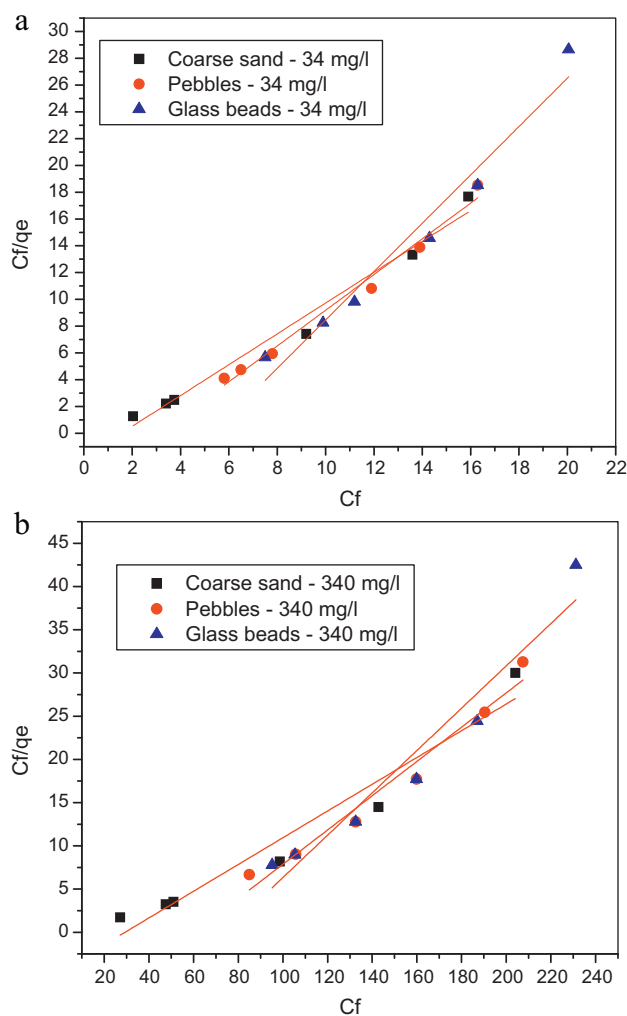 a
30
28
26
24
22
20
18
16
14
12
10
8
6
4
2
0
Cf/qe
Coarse sand - 34 mg/l
Pebbles - 34 mg/l
Glass beads - 34 mg/l
0 2 4 6 8 10 12 14 16 18 20 22
Cf
b
45
40
35
30
25
20
15
10
5
0
Cf/qe
Coarse sand - 340 mg/l
Pebbles - 340 mg/l
Glass beads - 340 mg/l
20 40 60 80 100 120 140 160 180 200 220 240
Cf